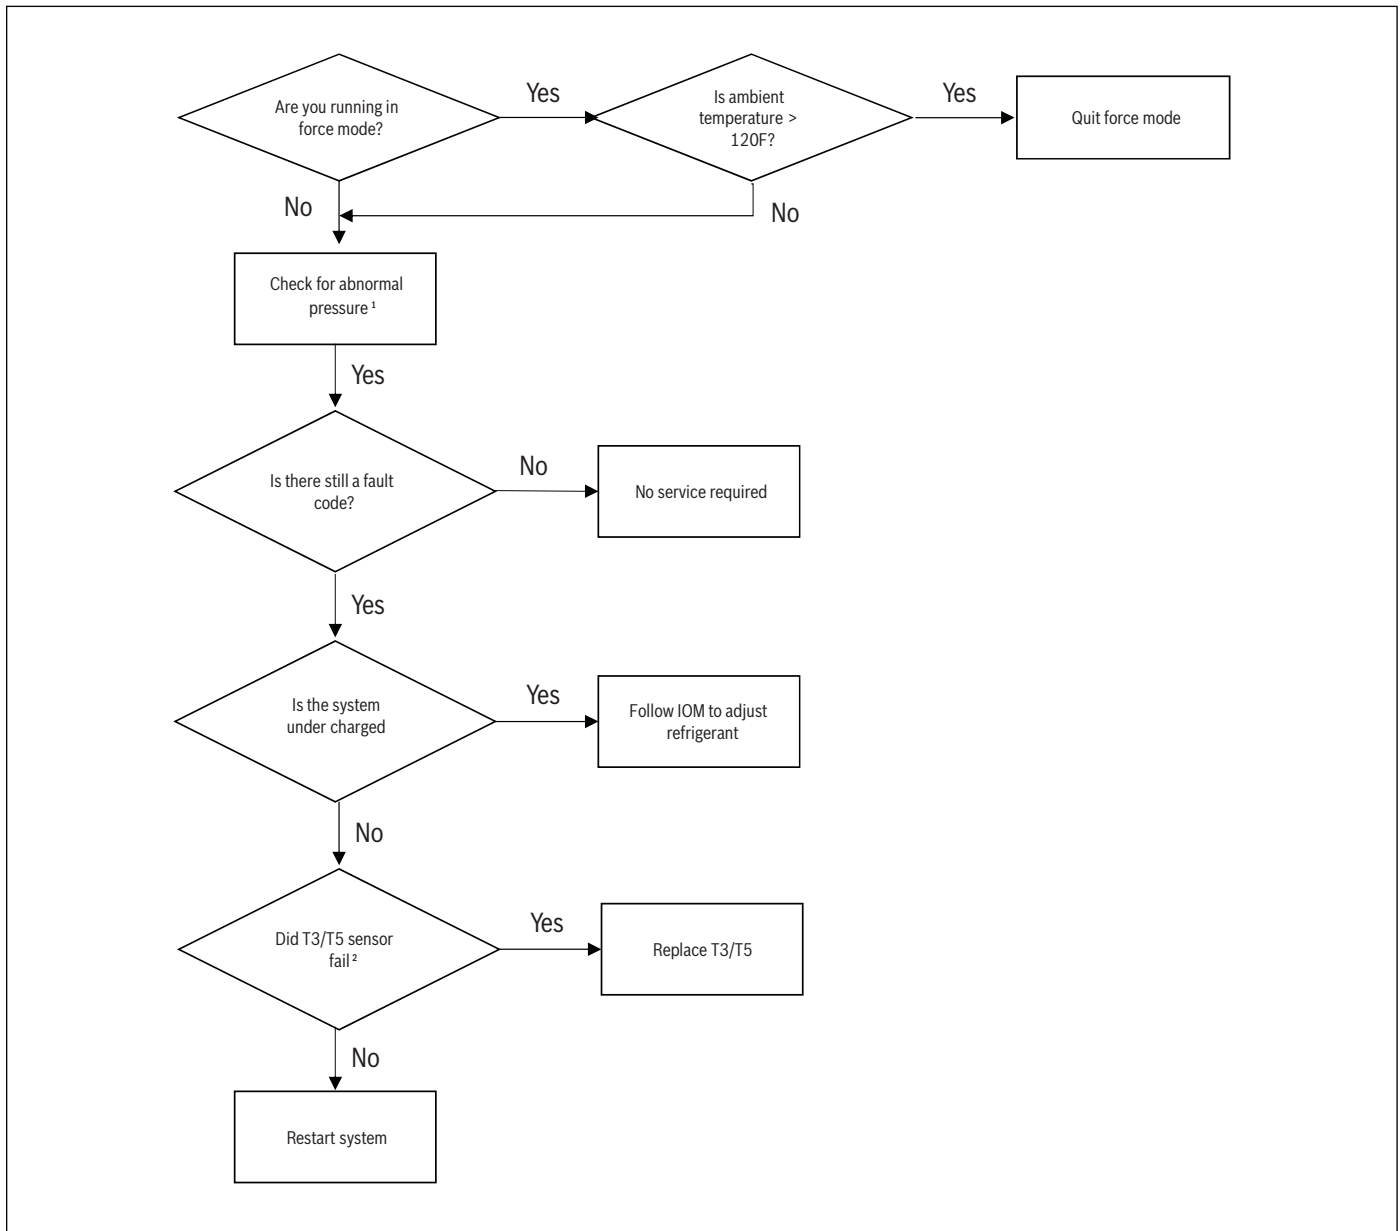 Are you running in
force mode?
Yes
Is ambient
temperature >
120F?
Yes
Quit force mode
No
No
Check for abnormal
pressure ¹
Yes
Is there still a fault
code?
No
No service required
Yes
Is the system
under charged
Yes
Follow IOM to adjust
refrigerant
No
Did T3/T5 sensor
fail ²
Yes
Replace T3/T5
No
Restart system